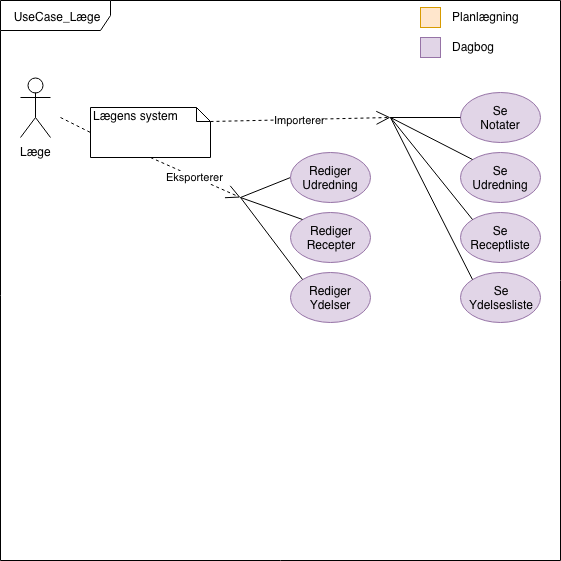 UseCase_Læge
Planlægning
Dagbog
Læge
Lægens system
Importerer
Eksporterer
Se
Notater
Rediger
Udredning
Se
Udredning
Rediger
Recepter
Se
Receptliste
Rediger
Ydelser
Se
Ydelsesliste